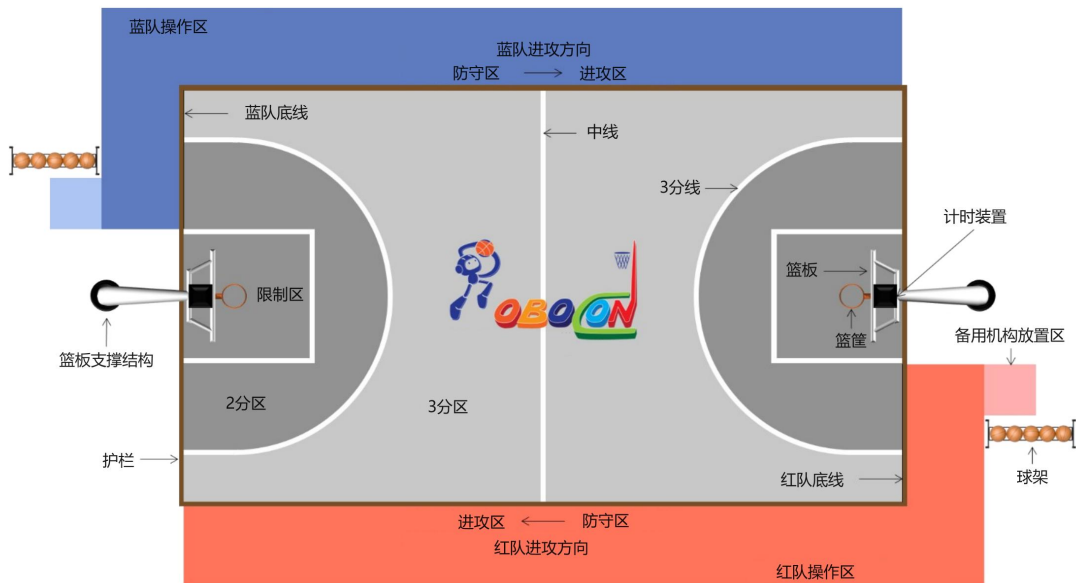 蓝队操作区
蓝队进攻方向
防守区
进攻区
蓝队底线
中线
3分线
计时装置
篮板
限制区
篮筐
备用机构放置区
篮板支撑结构
ROBOCON
2分区
3分区
护栏
球架
红队底线
进攻区
防守区
红队进攻方向
红队操作区